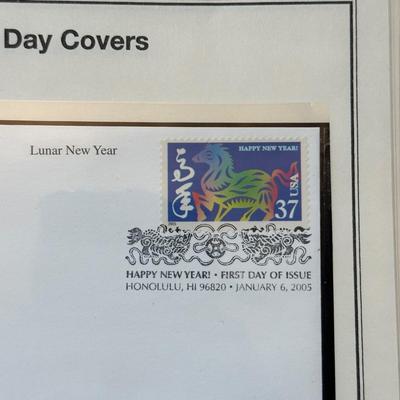 Day Covers
Lunar New Year
HAPPY NEW YEAR!
USA
37
2005
HAPPY NEW YEAR! • FIRST DAY OF ISSUE
HONOLULU, HI 96820 • JANUARY 6, 2005